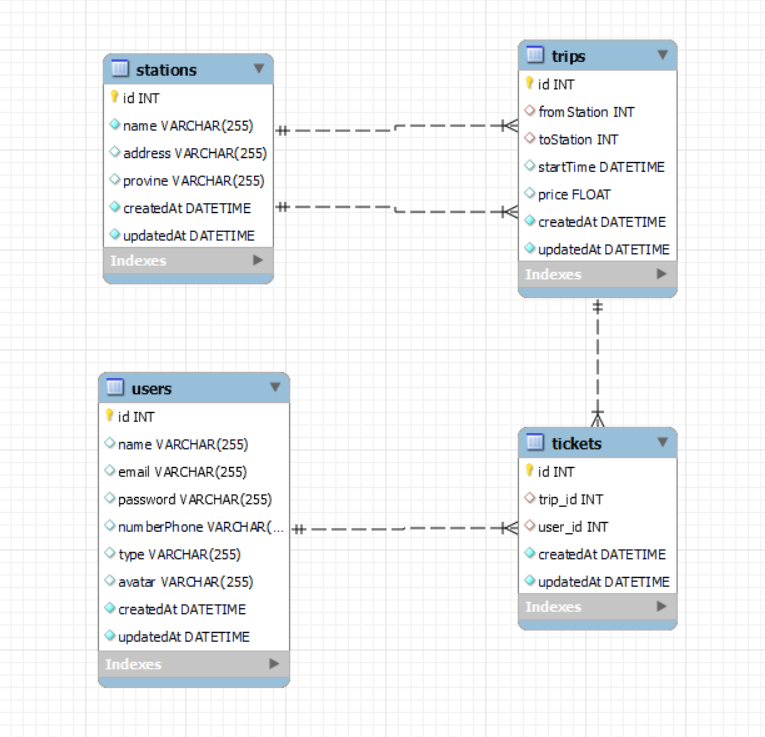 stations
id INT
name VARCHAR(255)
address VARCHAR(255)
provine VARCHAR(255)
createdAt DATETIME
updatedAt DATETIME
Indexes
trips
id INT
fromStation INT
toStation INT
startTime DATETIME
price FLOAT
createdAt DATETIME
updatedAt DATETIME
Indexes
users
id INT
name VARCHAR(255)
email VARCHAR(255)
password VARCHAR(255)
numberPhone VARCHAR(...
type VARCHAR(255)
avatar VARCHAR(255)
createdAt DATETIME
updatedAt DATETIME
Indexes
tickets
id INT
trip_id INT
user_id INT
createdAt DATETIME
updatedAt DATETIME
Indexes